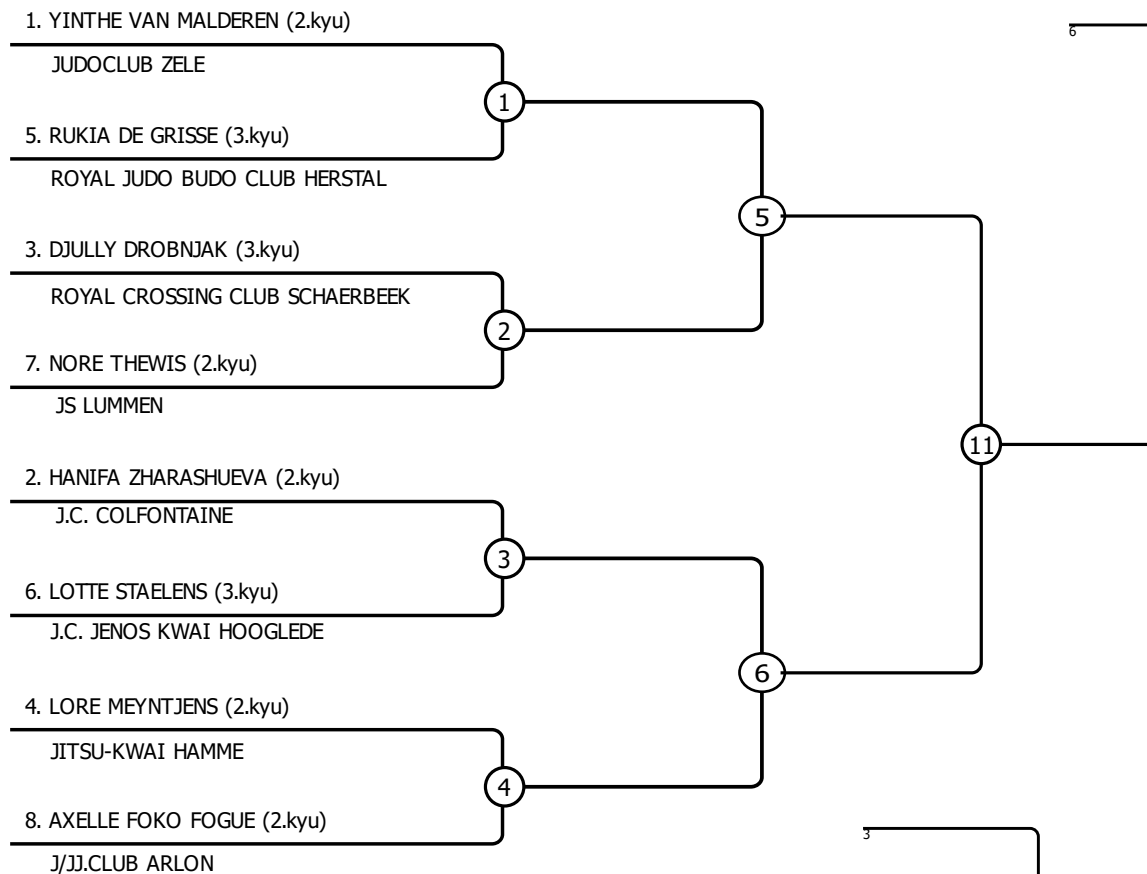 1. YINTHE VAN MALDEREN (2.kyu)
6
JUDOCLUB ZELE
1
5. RUKIA DE GRISSE (3.kyu)
ROYAL JUDO BUDO CLUB HERSTAL
5
3. DJULLY DROBNJAK (3.kyu)
ROYAL CROSSING CLUB SCHAERBEEK
2
7. NORE THEWIS (2.kyu)
JS LUMMEN
11
2. HANIFA ZHARASHUEVA (2.kyu)
J.C. COLFONTAINE
3
6. LOTTE STAELENS (3.kyu)
J.C. JENOS KWAI HOOGLEDE
6
4. LORE MEYNTJENS (2.kyu)
JITSU-KWAI HAMME
4
8. AXELLE FOKO FOGUE (2.kyu)
3
J/JJ.CLUB ARLON